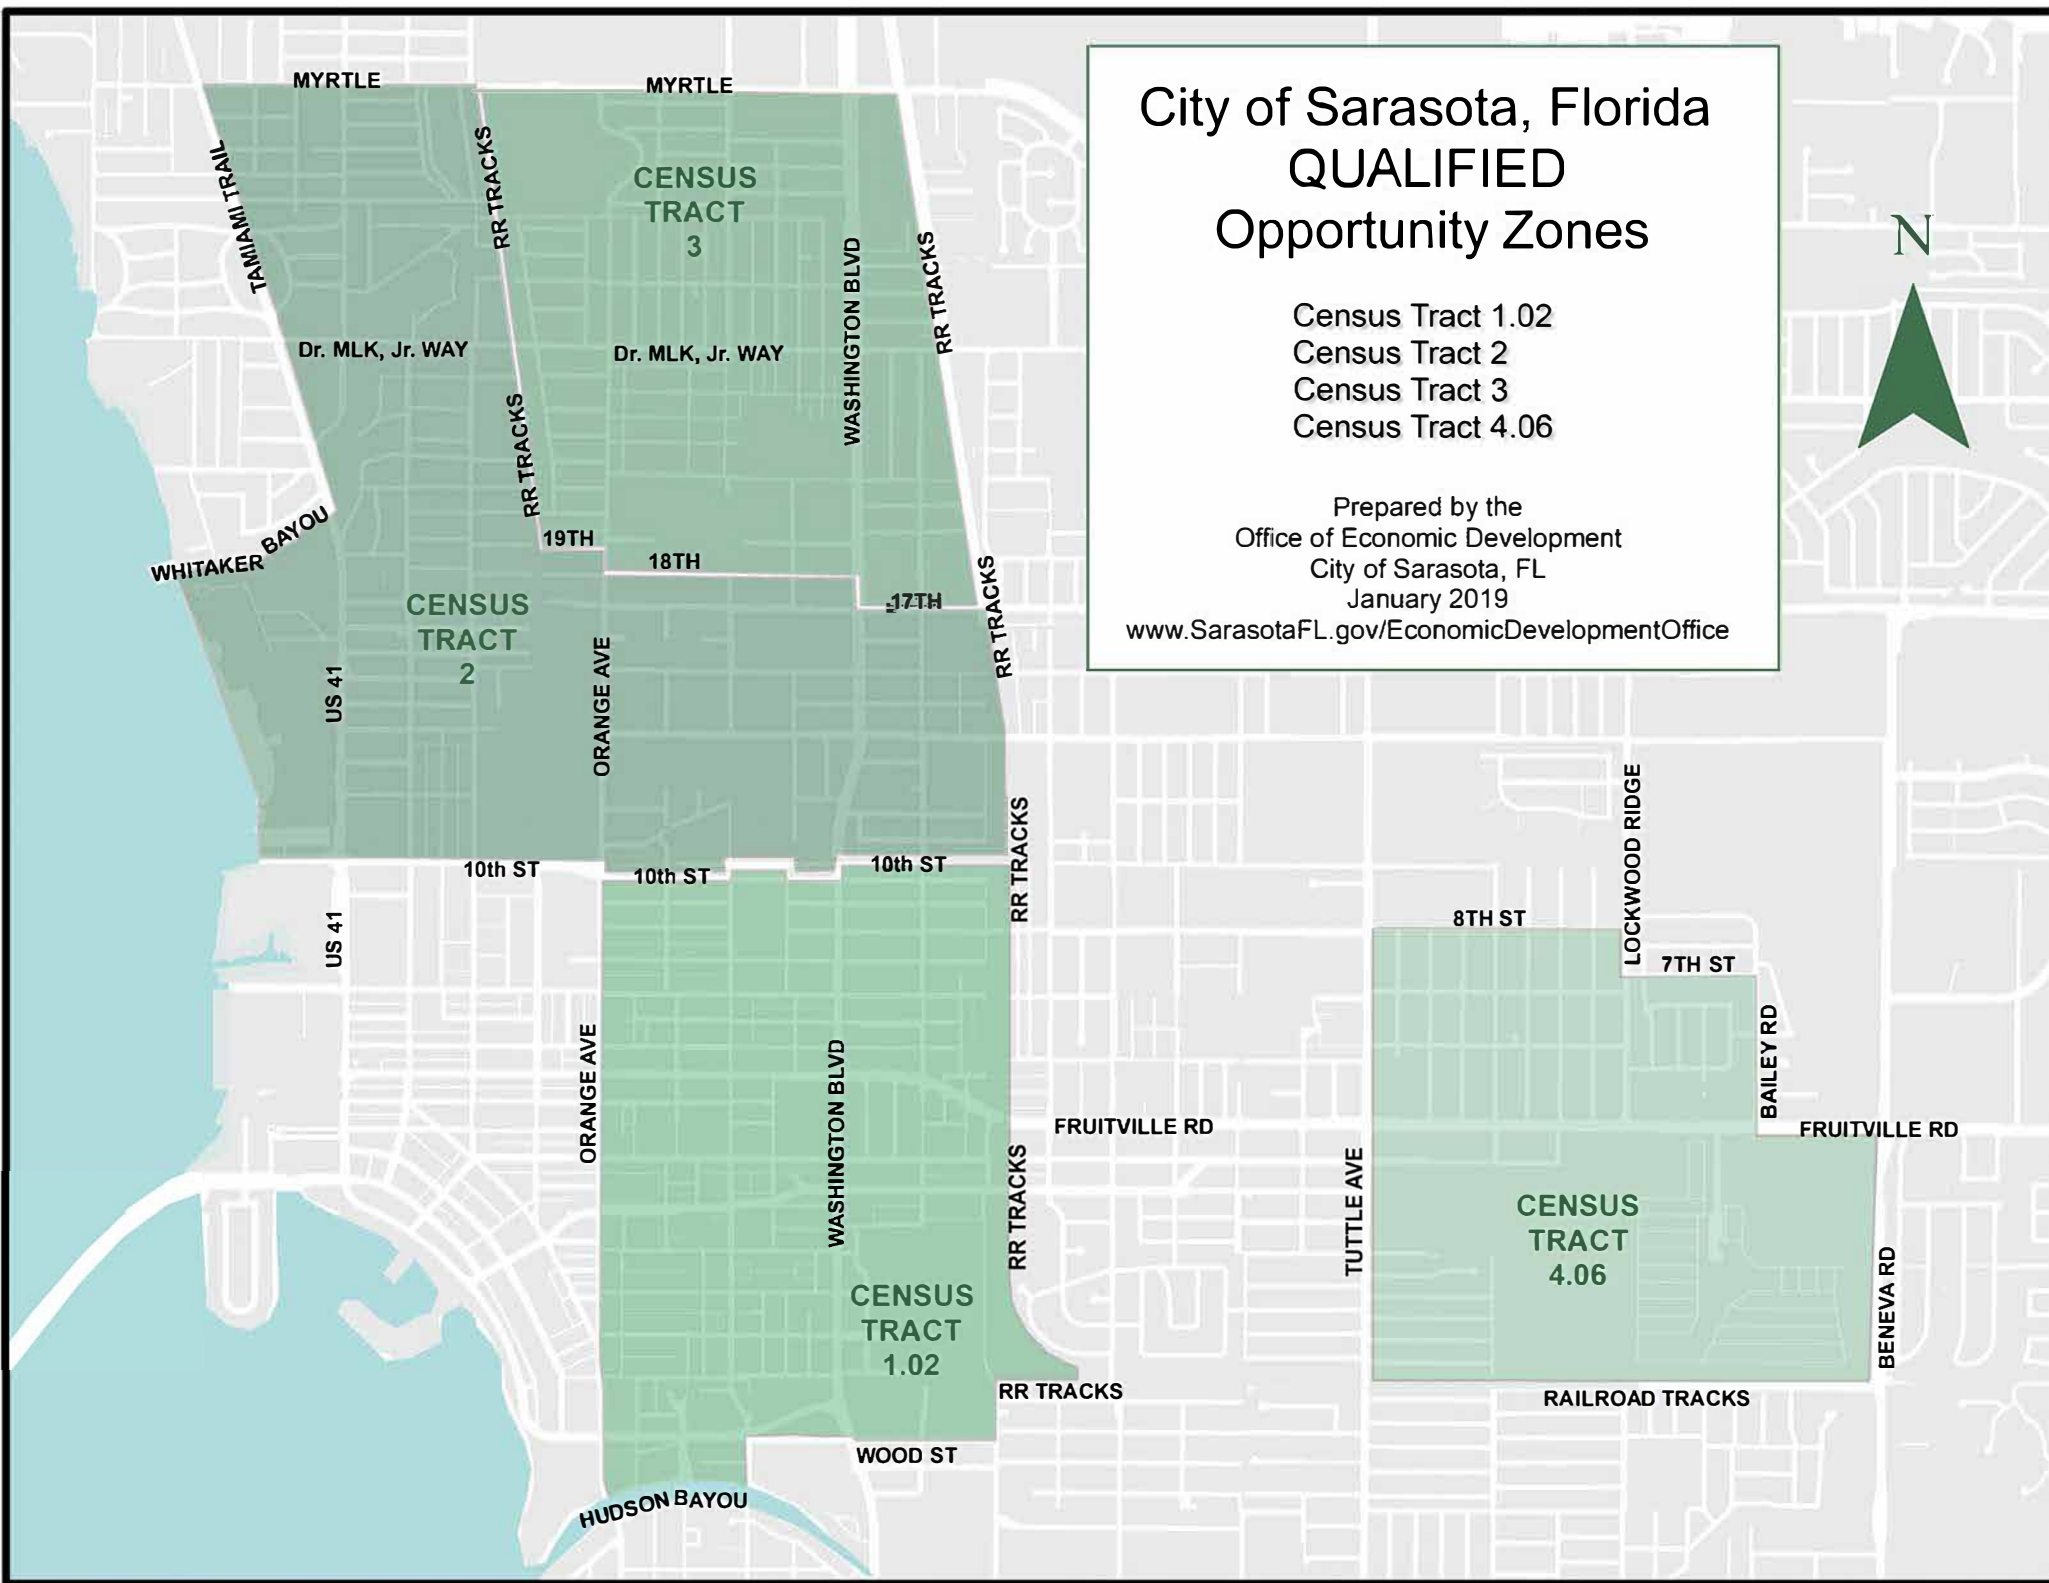 City of Sarasota, Florida
QUALIFIED
Opportunity Zones
Census Tract 1.02
Census Tract 2
Census Tract 3
Census Tract 4.06
Prepared by the
Office of Economic Development
City of Sarasota, FL
January 2019
www.SarasotaFL.gov/EconomicDevelopmentOffice
N
MYRTLE
MYRTLE
TAMIAMI TRAIL
RR TRACKS
CENSUS
TRACT
3
WASHINGTON BLVD
RR TRACKS
Dr. MLK, Jr. WAY
Dr. MLK, Jr. WAY
RR TRACKS
WHITAKER BAYOU
19TH
18TH
17TH
RR TRACKS
CENSUS
TRACT
2
US 41
ORANGE AVE
RR TRACKS
10th ST
10th ST
10th ST
US 41
LOCKWOOD RIDGE
8TH ST
7TH ST
BAILEY RD
ORANGE AVE
WASHINGTON BLVD
FRUITVILLE RD
FRUITVILLE RD
RR TRACKS
TUTTLE AVE
CENSUS
TRACT
4.06
BENEVA RD
CENSUS
TRACT
1.02
RR TRACKS
RAILROAD TRACKS
WOOD ST
HUDSON BAYOU